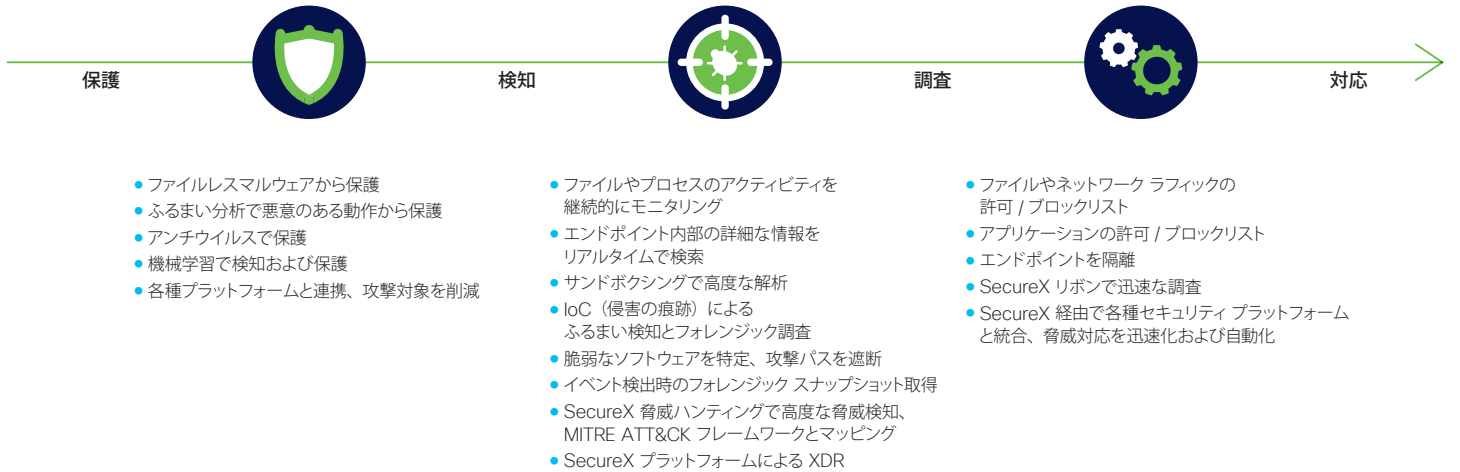 保護
検知
調査
対応
ファイルレスマルウェアから保護
ふるまい分析で悪意のある動作から保護
アンチウイルスで保護
機械学習で検知および保護
各種プラットフォームと連携、攻撃対象を削減
ファイルやプロセスのアクティビティを
継続的にモニタリング
エンドポイント内部の詳細な情報を
リアルタイムで検索
サンドボクシングで高度な解析
IoC（侵害の痕跡）による
ふるまい検知とフォレンジック調査
脆弱なソフトウェアを特定、攻撃パスを遮断
イベント検出時のフォレンジック スナップショット取得
SecureX 脅威ハンティングで高度な脅威検知、
MITRE ATT&CK フレームワークとマッピング
SecureX プラットフォームによる XDR
ファイルやネットワーク ラフィックの
許可 / ブロックリスト
アプリケーションの許可 / ブロックリスト
エンドポイントを隔離
SecureX リボンで迅速な調査
SecureX 経由で各種セキュリティ プラットフォーム
と統合、脅威対応を迅速化および自動化